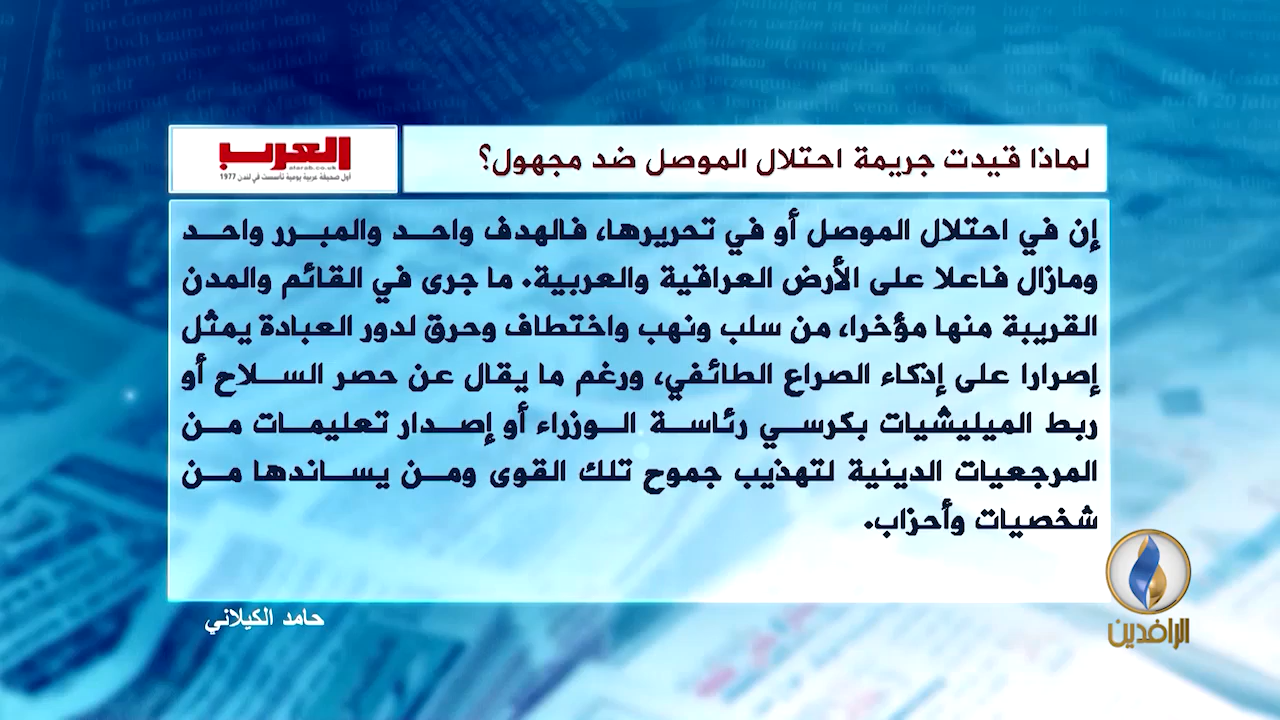 لماذا قيدت جريمة احتلال الموصل ضد مجهول؟
العرب
alarab.co.uk
أول صحيفة عربية يومية تأسست في لندن 1977
إن في احتلال الموصل أو في تحريرها، فالهدف واحد والمبرر واحد
ومازال فاعلا على الأرض العراقية والعربية. ما جرى في القائم والمدن
القريبة منها مؤخرا، من سلب ونهب واختطاف وحرق لدور العبادة يمثل
إصرارا على إذكاء الصراع الطائفي، ورغم ما يقال عن حصر السلاح أو
ربط الميليشيات بكرسي رئاسة الوزراء أو إصدار تعليمات من
المرجعيات الدينية لتهذيب جموح تلك القوى ومن يساندها من
شخصيات وأحزاب.
حامد الكيلاني
الرافدين